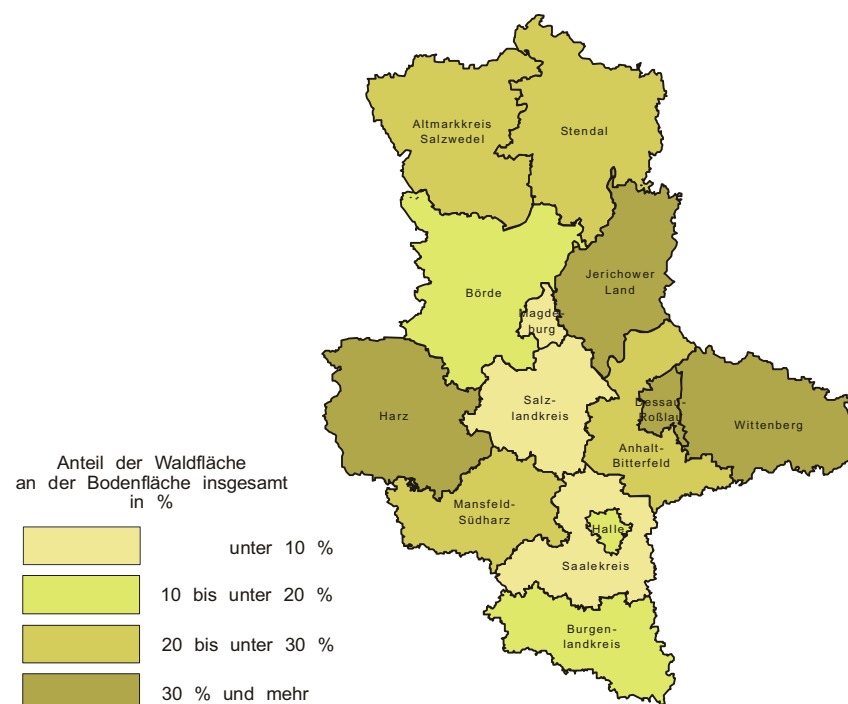 Altmarkkreis
Salzwedel
Stendal
Jerichower
Land
Börde
Magde-
burg
Salz-
landkreis
Harz
Dessau-
Roßlau
Wittenberg
Anhalt-
Bitterfeld
Mansfeld-
Südharz
Halle
Saalekreis
Burgen-
landkreis
Anteil der Waldfläche
an der Bodenfläche insgesamt
in %
unter 10 %
10 bis unter 20 %
20 bis unter 30 %
30 % und mehr